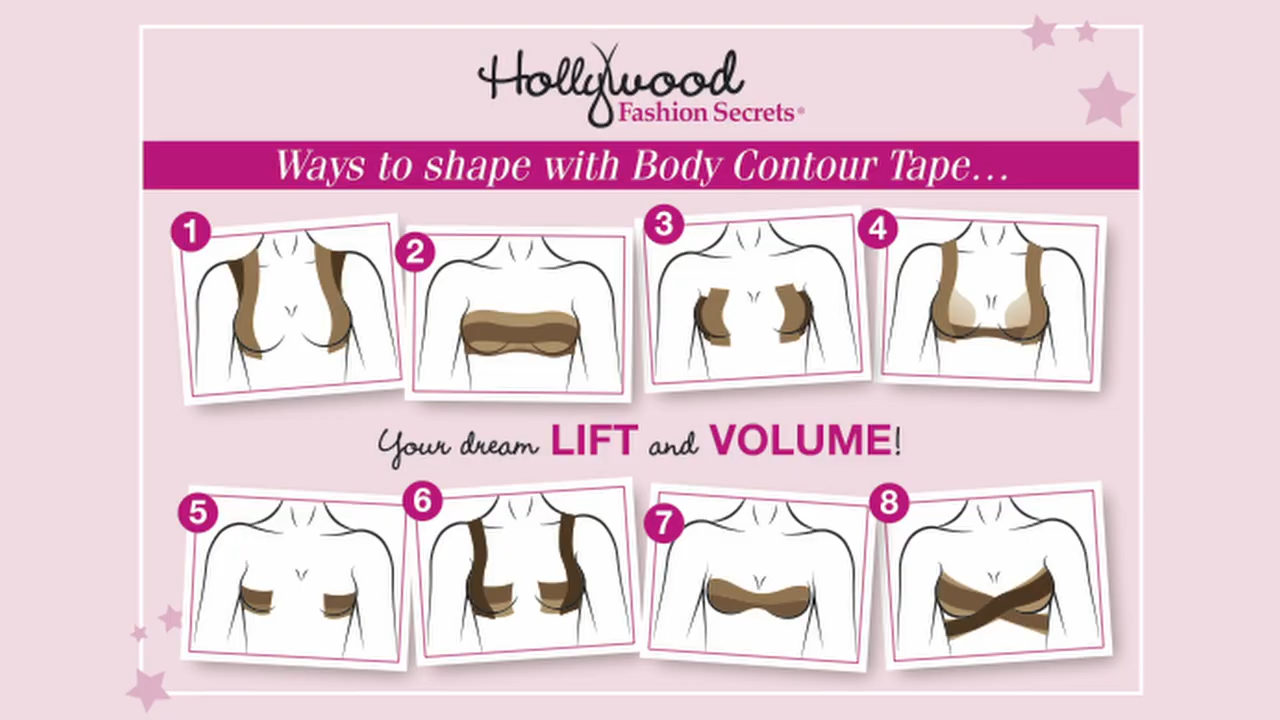 Hollywood
Fashion Secrets®
Ways to shape with Body Contour Tape...
1
2
3
4
Your dream LIFT and VOLUME!
5
6
7
8